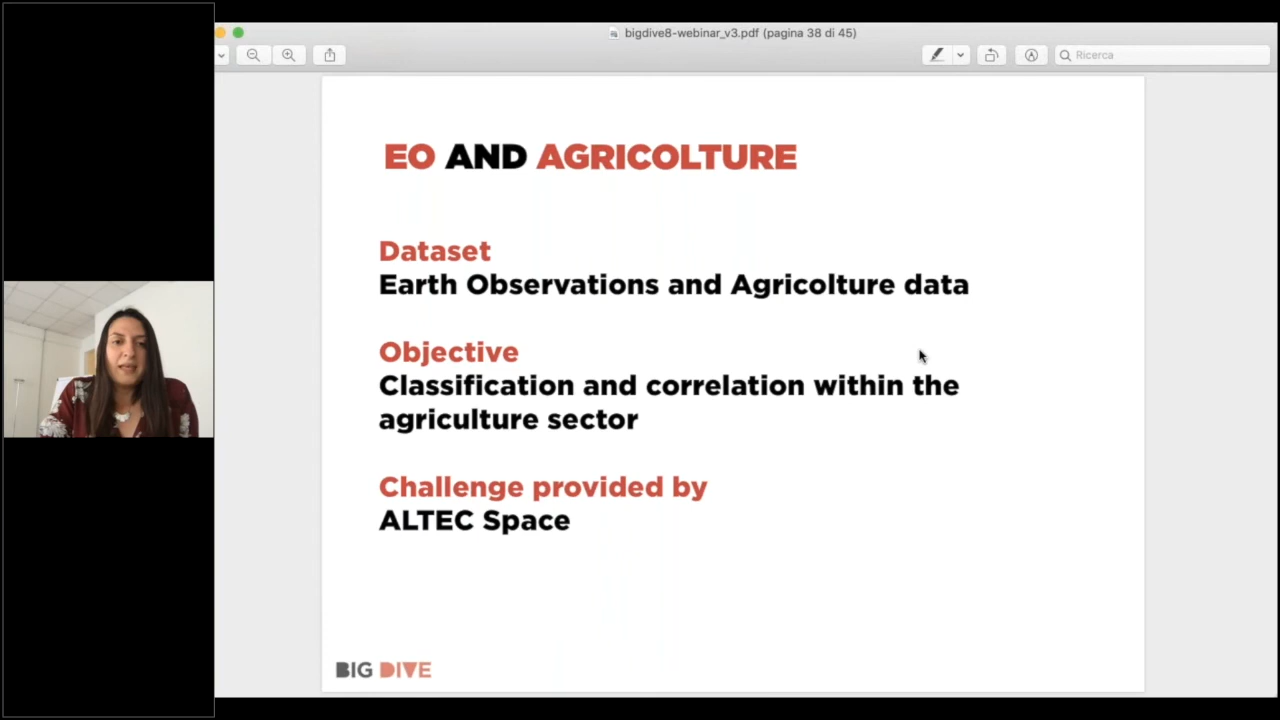 bigdive8-webinar_v3.pdf (pagina 38 di 45)
Ricerca
EO AND AGRICOLTURE
Dataset
Earth Observations and Agricolture data
Objective
Classification and correlation within the
agriculture sector
Challenge provided by
ALTEC Space
BIG DIVE